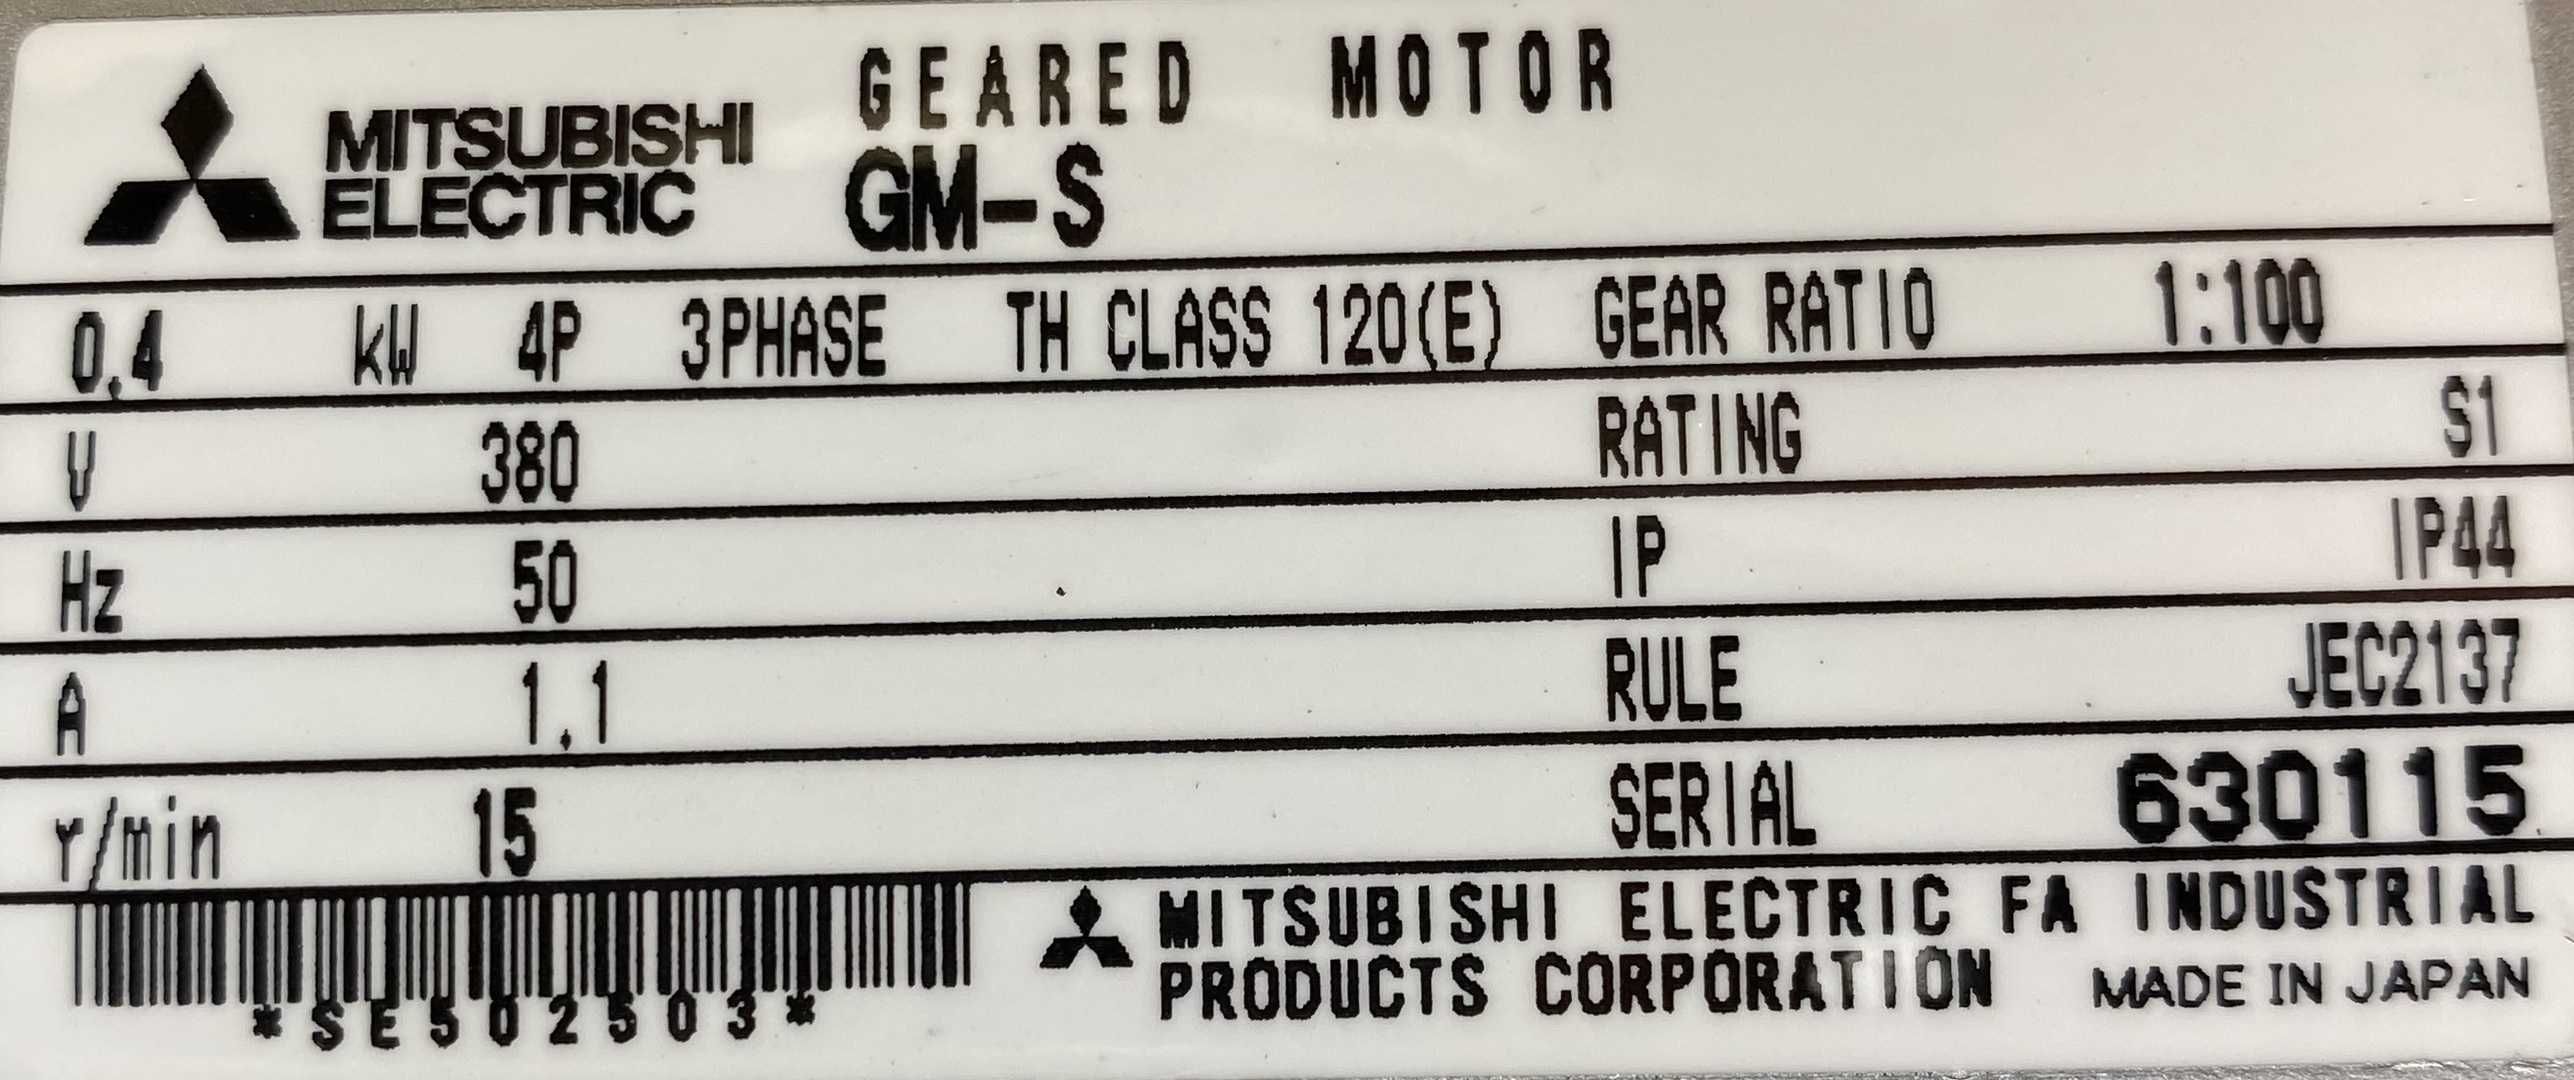 MITSUBISHI
ELECTRIC
GEARED MOTOR
GM-S
0.4 kW 4P 3PHASE TH CLASS 120(E) GEAR RATIO 1:100
V 380 RATING S1
Hz 50 IP IP44
A 1.1 RULE JEC2137
r/min 15 SERIAL 630115
*SE502503*
MITSUBISHI ELECTRIC FA INDUSTRIAL
PRODUCTS CORPORATION MADE IN JAPAN